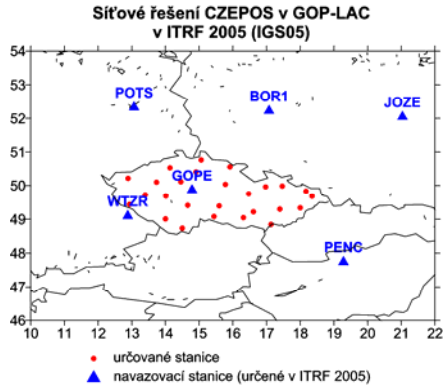 Síťové řešení CZEPOS v GOP-LAC
v ITRF 2005 (IGS05)
54
53
52
51
50
49
48
47
46
POTS
BOR1
JOZE
GOPE
WTZR
PENC
10 11 12 13 14 15 16 17 18 19 20 21 22
určované stanice
navazovací stanice (určené v ITRF 2005)